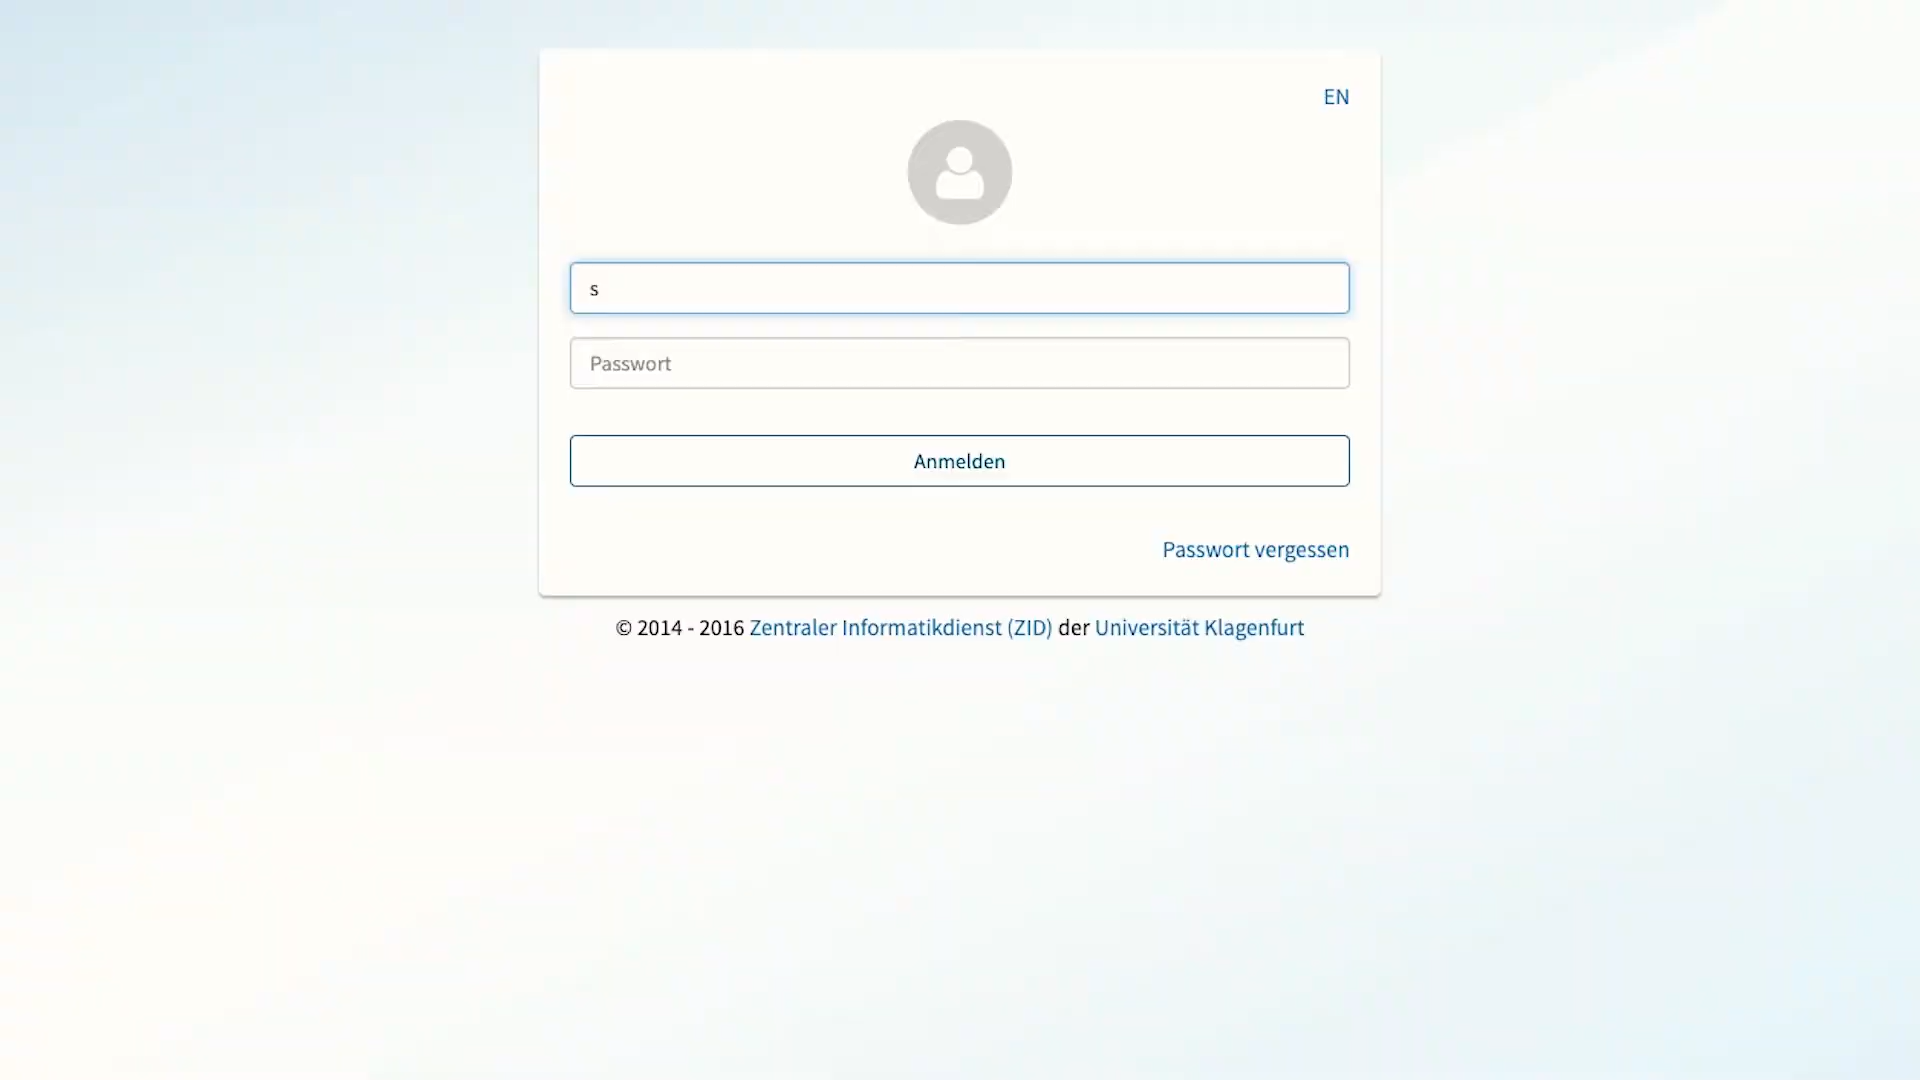 EN
s
Passwort
Anmelden
Passwort vergessen
© 2014 - 2016 Zentraler Informatikdienst (ZID) der Universität Klagenfurt